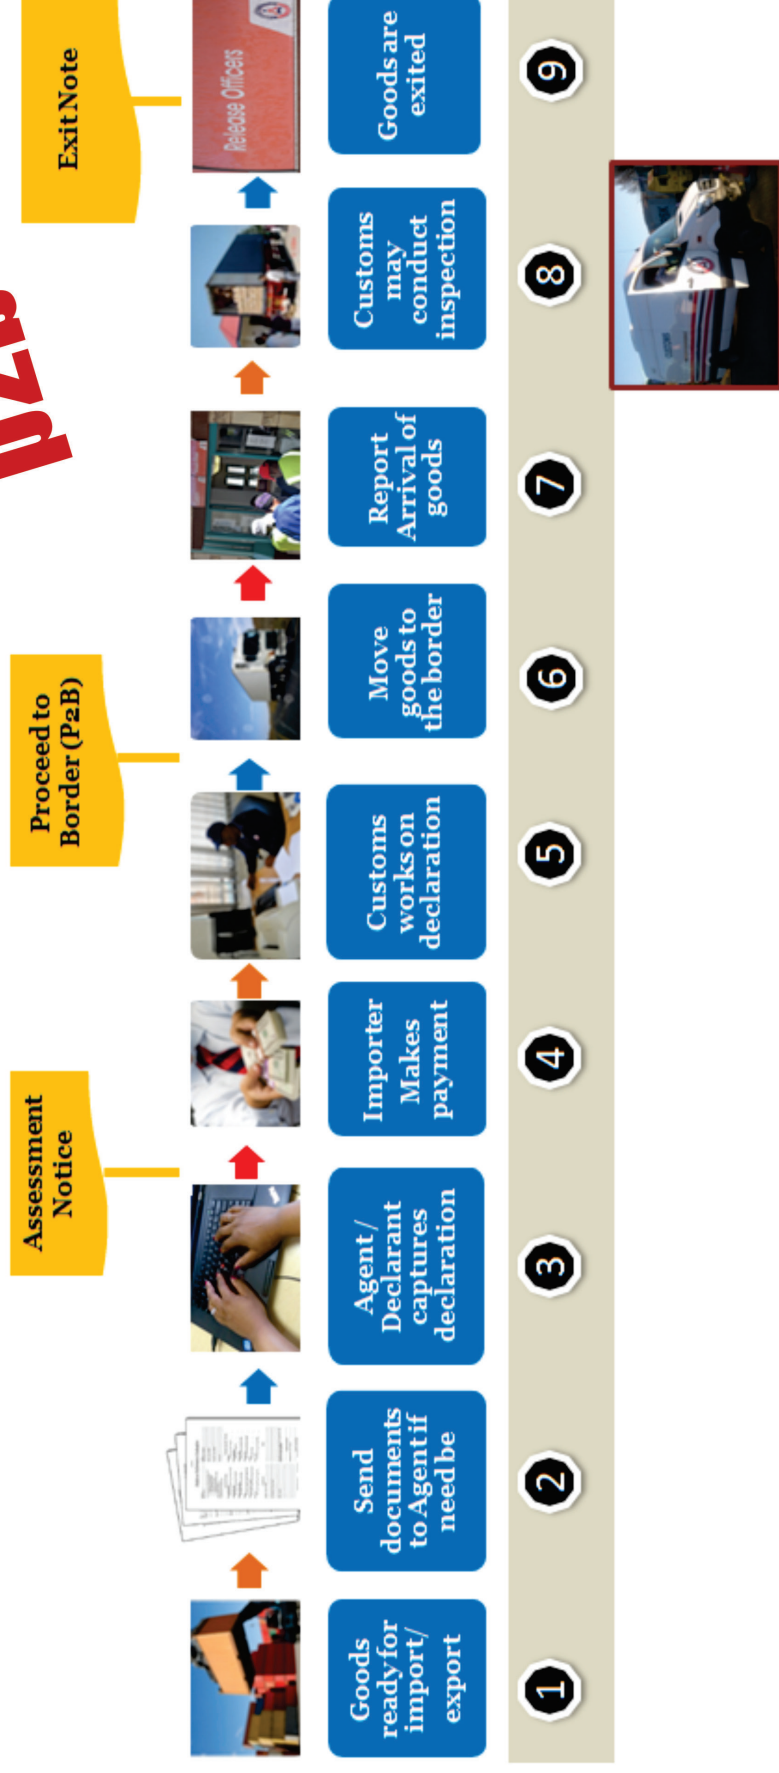 Assessment
Notice
Proceed to
Border (P2B)
Exit Note
Release Officers
Goods
ready for
import/
export
Send
documents
to Agent if
need be
Agent /
Declarant
captures
declaration
Importer
Makes
payment
Customs
works on
declaration
Move
goods to
the border
Report
Arrival of
goods
Customs
may
conduct
inspection
Goods are
exited
1
2
3
4
5
6
7
8
9